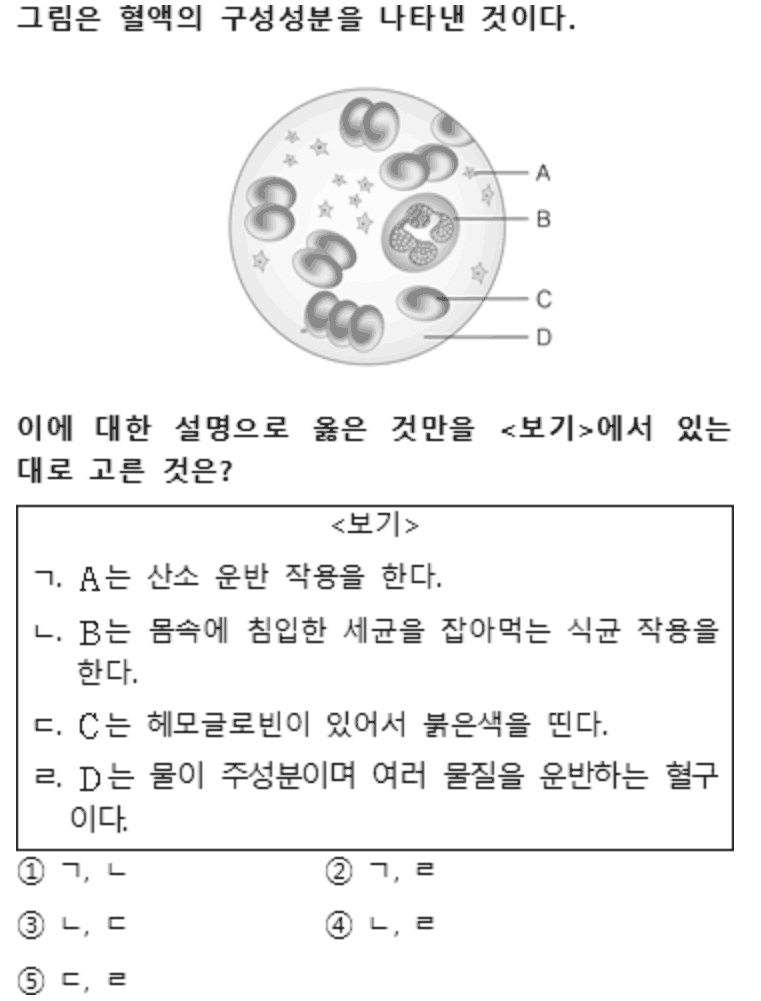 그림은 혈액의 구성성분을 나타낸 것이다.
A
B
C
D
이에 대한 설명으로 옳은 것만을 <보기>에서 있는
대로 고른 것은?
<보기>
ㄱ. A는 산소 운반 작용을 한다.
ㄴ. B는 몸속에 침입한 세균을 잡아먹는 식균 작용을
한다.
ㄷ. C는 헤모글로빈이 있어서 붉은색을 띤다.
ㄹ. D는 물이 주성분이며 여러 물질을 운반하는 혈구
이다.
① ㄱ, ㄴ ② ㄱ, ㄹ
③ ㄴ, ㄷ ④ ㄴ, ㄹ
⑤ ㄷ, ㄹ